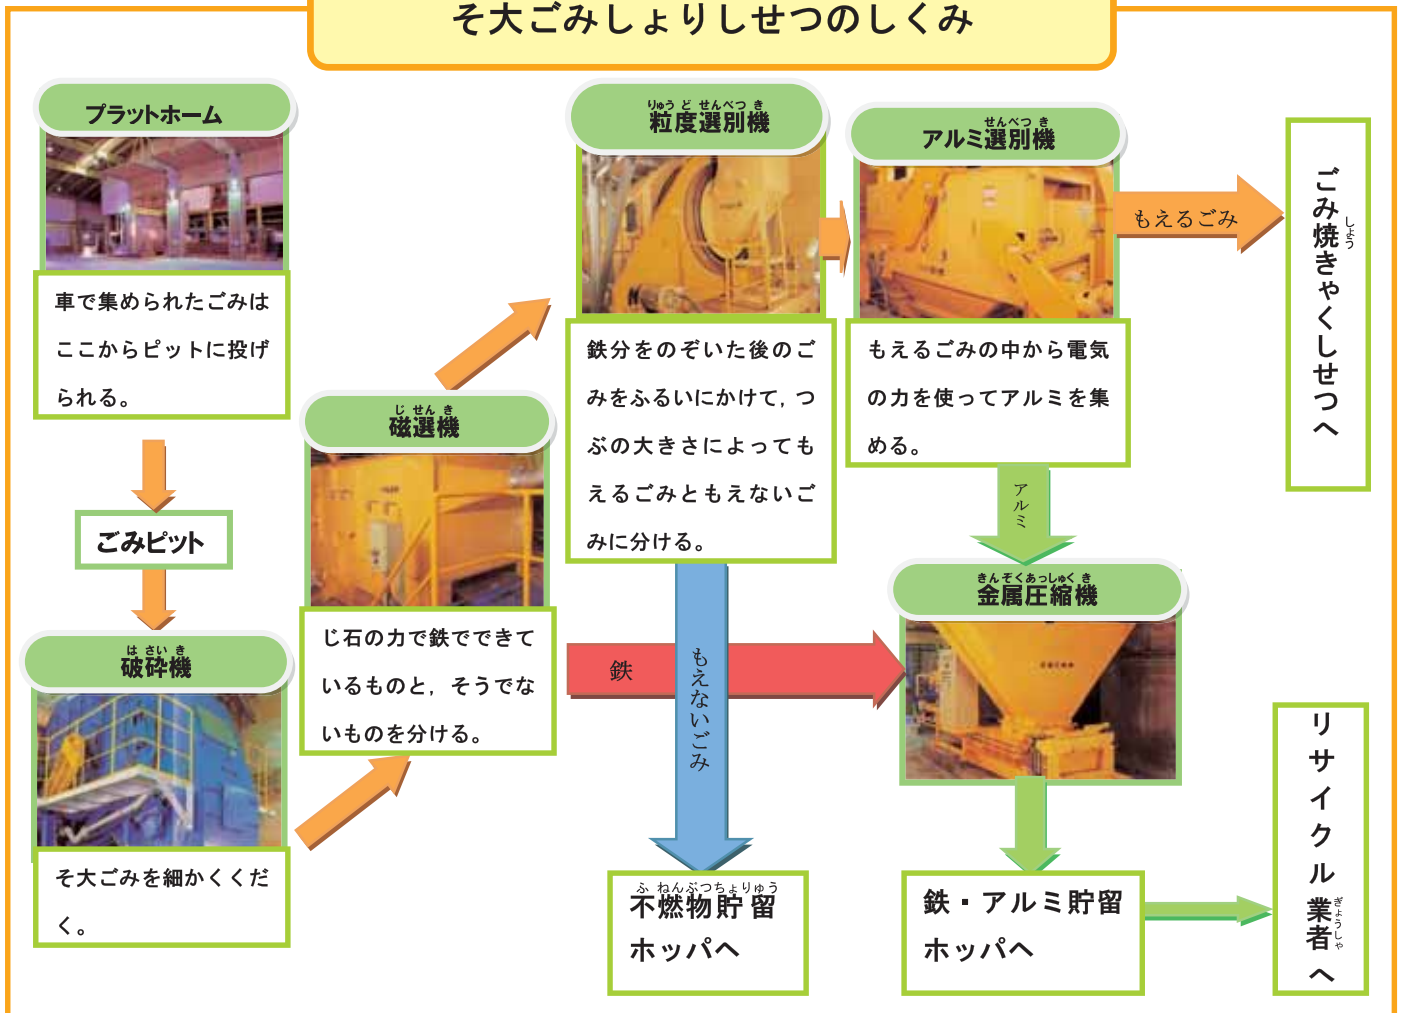 そ大ごみしょりしせつのしくみ
プラットホーム
車で集められたごみは
ここからピットに投げ
られる。
ごみピット
はさいき
破砕機
そ大ごみを細かくくだ
く。
じせんき
磁選機
じ石の力で鉄でできて
いるものと，そうでな
いものを分ける。
りゅうどせんべつき
粒度選別機
鉄分をのぞいた後のご
みをふるいにかけて，つ
ぶの大きさによっても
えるごみともえないご
みに分ける。
せんべつき
アルミ選別機
もえるごみの中から電気
の力を使ってアルミを集
める。
もえるごみ
ごみ焼きゃくしせつへ
しょう
アルミ
きんぞくあっしゅくき
金属圧縮機
鉄
もえないごみ
ふねんぶつちょりゅう
不燃物貯留
ホッパへ
鉄・アルミ貯留
ホッパへ
リサイクル業者へ
ぎょうしゃ